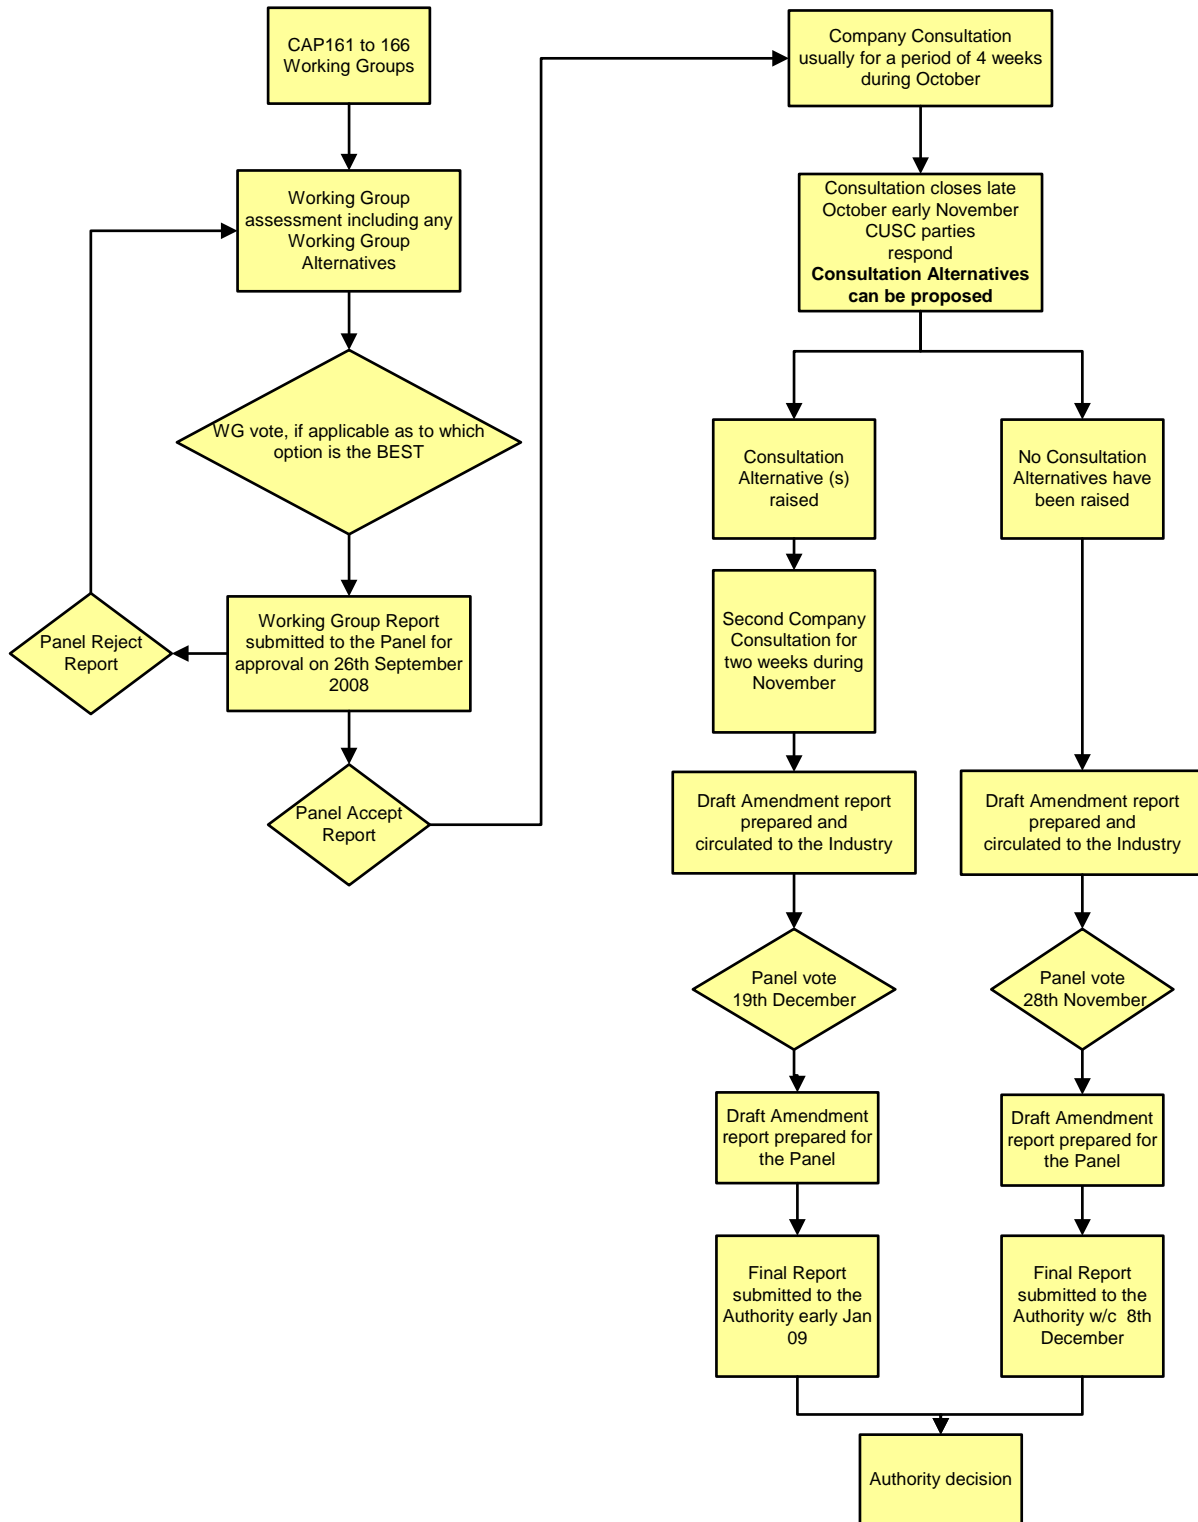 CAP161 to 166
Working Groups
Working Group
assessment including any
Working Group
Alternatives
WG vote, if applicable as to which
option is the BEST
Working Group Report
submitted to the Panel for
approval on 26th September
2008
Panel Reject
Report
Panel Accept
Report
Company Consultation
usually for a period of 4 weeks
during October
Consultation closes late
October early November
CUSC parties
respond
Consultation Alternatives
can be proposed
Consultation
Alternative (s)
raised
Second Company
Consultation for
two weeks during
November
Draft Amendment report
prepared and
circulated to the Industry
Panel vote
19th December
Draft Amendment
report prepared for
the Panel
Final Report
submitted to the
Authority early Jan
09
No Consultation
Alternatives have
been raised
Draft Amendment report
prepared and
circulated to the Industry
Panel vote
28th November
Draft Amendment
report prepared for
the Panel
Final Report
submitted to the
Authority w/c 8th
December
Authority decision